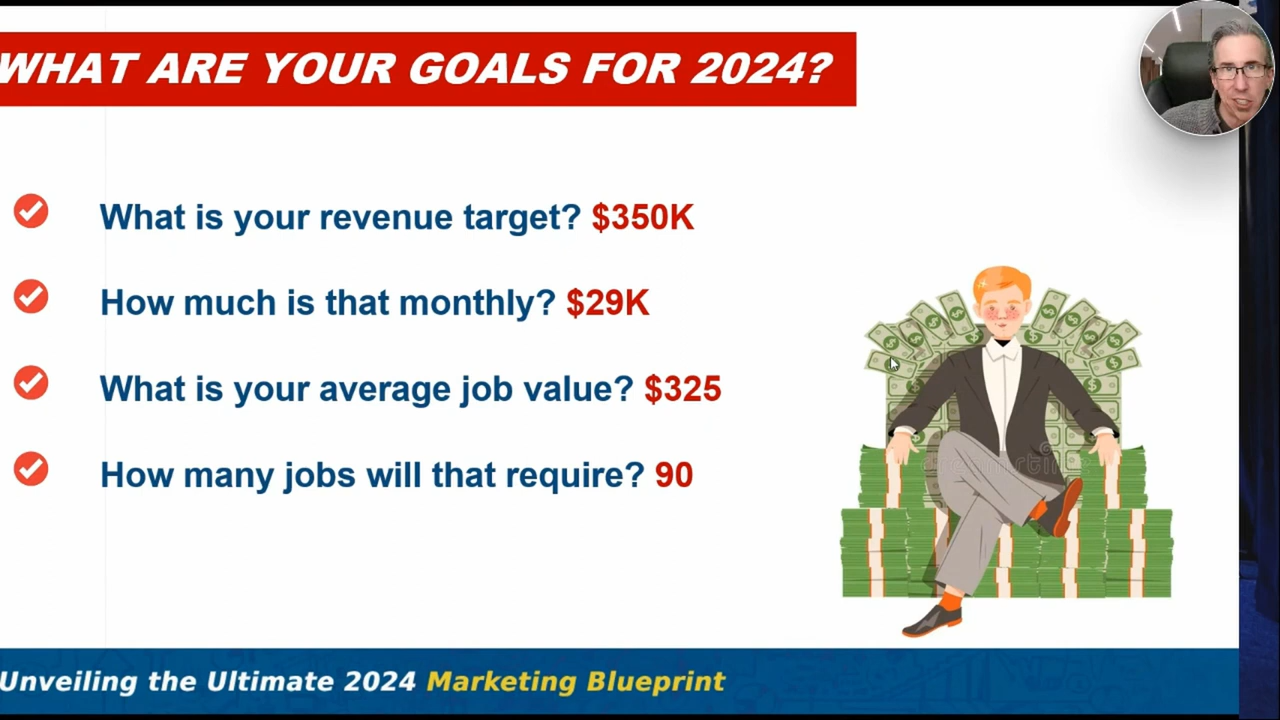 WHAT ARE YOUR GOALS FOR 2024?
What is your revenue target? $350K
How much is that monthly? $29K
What is your average job value? $325
How many jobs will that require? 90
Unveiling the Ultimate 2024 Marketing Blueprint